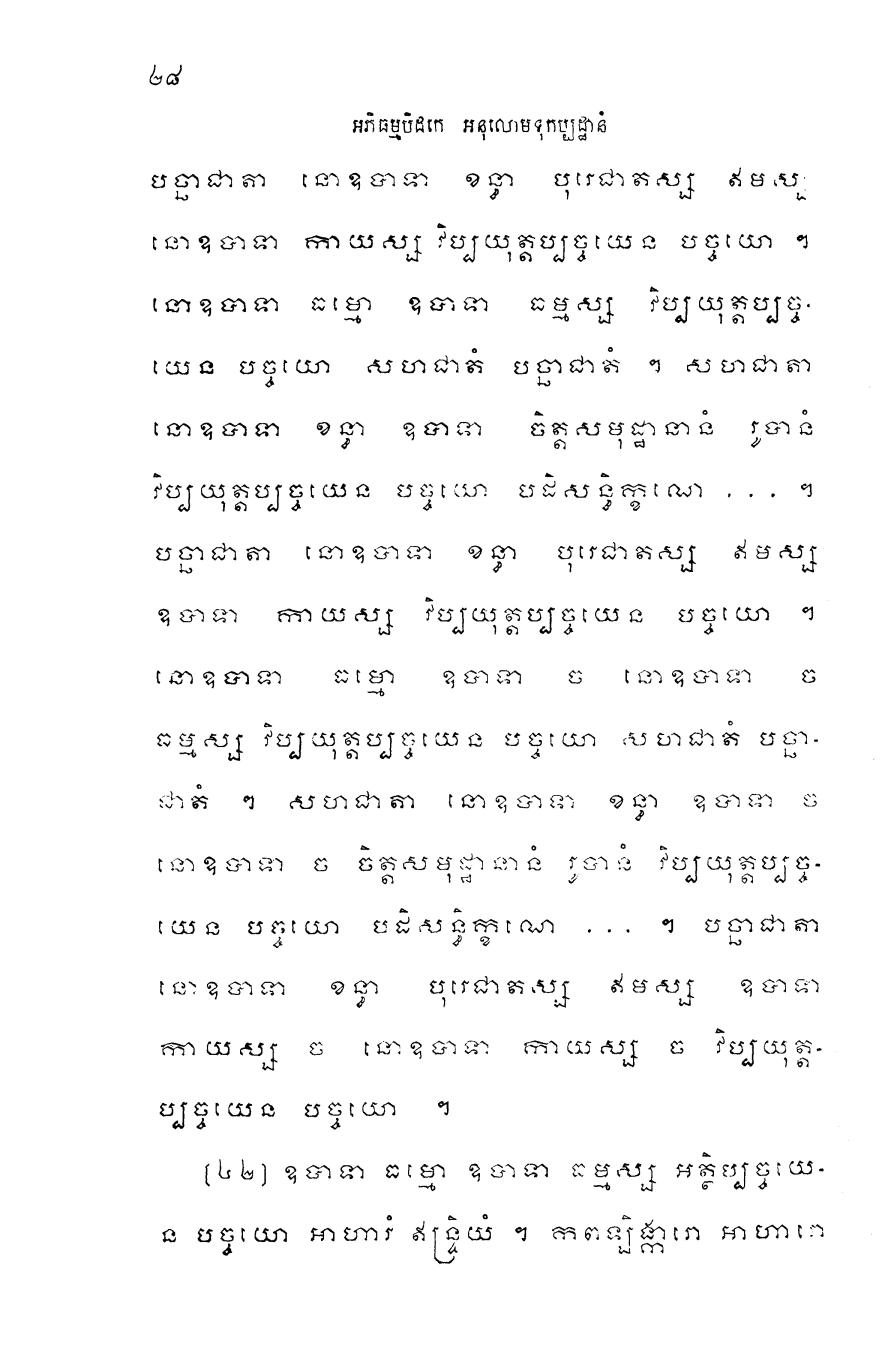 ២៨
អភិធម្មបិដកេ អនុលោមទុកប្បដ្ឋានំ
បច្ឆាជាតា នោឧបាទា ខន្ធា បុរេជាតស្ស ឥមស្ស
នោឧបាទា កាយស្ស វិប្បយុត្តប្បច្ចយេន បច្ចយោ ។
នោឧបាទា ធម្មោ ឧបាទា ធម្មស្ស វិប្បយុត្តប្បច្ច-
យេន បច្ចយោ សហជាតំ បច្ឆាជាតំ ។ សហជាតា
នោឧបាទា ខន្ធា ឧបាទា ចិត្តសមុដ្ឋានានំ រូបានំ
វិប្បយុត្តប្បច្ចយេន បច្ចយោ បដិសន្ធិក្ខណេ ... ។
បច្ឆាជាតា នោឧបាទា ខន្ធា បុរេជាតស្ស ឥមស្ស
ឧបាទា កាយស្ស វិប្បយុត្តប្បច្ចយេន បច្ចយោ ។
នោឧបាទា ធម្មោ ឧបាទា ច នោឧបាទា ច
ធម្មស្ស វិប្បយុត្តប្បច្ចយេន បច្ចយោ សហជាតំ បច្ឆា-
ជាតំ ។ សហជាតា នោឧបាទា ខន្ធា ឧបាទា ច
នោឧបាទា ច ចិត្តសមុដ្ឋានានំ រូបានំ វិប្បយុត្តប្បច្ច-
យេន បច្ចយោ បដិសន្ធិក្ខណេ ... ។ បច្ឆាជាតា
នោឧបាទា ខន្ធា បុរេជាតស្ស ឥមស្ស ឧបាទា
កាយស្ស ច នោឧបាទា កាយស្ស ច វិប្បយុត្ត-
ប្បច្ចយេន បច្ចយោ ។
[៤២] ឧបាទា ធម្មោ ឧបាទា ធម្មស្ស អត្ថិប្បច្ចយេ-
ន បច្ចយោ អាហារំ ឥន្ទ្រិយំ ។ កពឡិង្ការោ អាហារោ